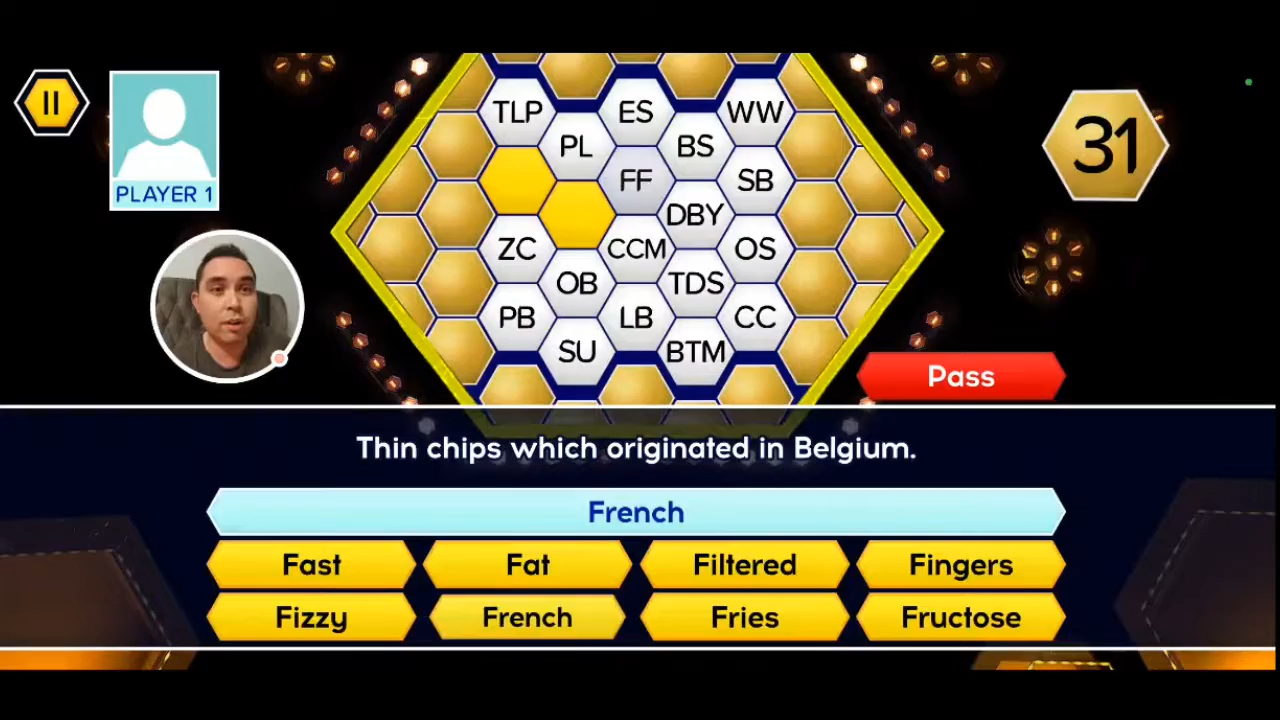 PLAYER 1
TLP
ES
WW
PL
BS
FF
SB
DBY
ZC
CCM
OS
OB
TDS
PB
LB
CC
SU
BTM
31
Pass
Thin chips which originated in Belgium.
French
Fast
Fat
Filtered
Fingers
Fizzy
French
Fries
Fructose